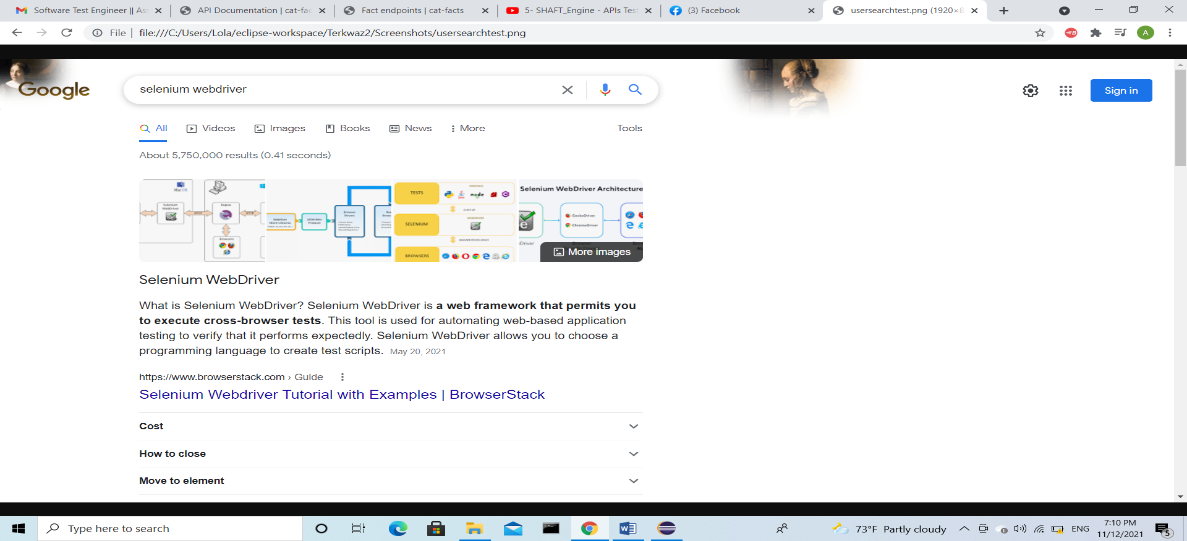 Software Test Engineer || As
API Documentation | cat-fac
Fact endpoints | cat-facts
5- SHAFT_Engine - APIs Test
(3) Facebook
usersearchtest.png (1920×
File | file:///C:/Users/Lola/eclipse-workspace/Terkwaz2/Screenshots/usersearchtest.png
A
Google
selenium webdriver
Sign in
All Videos Images Books News More Tools
About 5,750,000 results (0.41 seconds)
TESTS
SELENIUM
BROWSERS
Selenium WebDriver Architecture
More images
Selenium WebDriver
What is Selenium WebDriver? Selenium WebDriver is a web framework that permits you
to execute cross-browser tests. This tool is used for automating web-based application
testing to verify that it performs expectedly. Selenium WebDriver allows you to choose a
programming language to create test scripts. May 20, 2021
https://www.browserstack.com › Guide
Selenium Webdriver Tutorial with Examples | BrowserStack
Cost
How to close
Move to element
Type here to search
73°F Partly cloudy
ENG
7:10 PM
11/12/2021
5